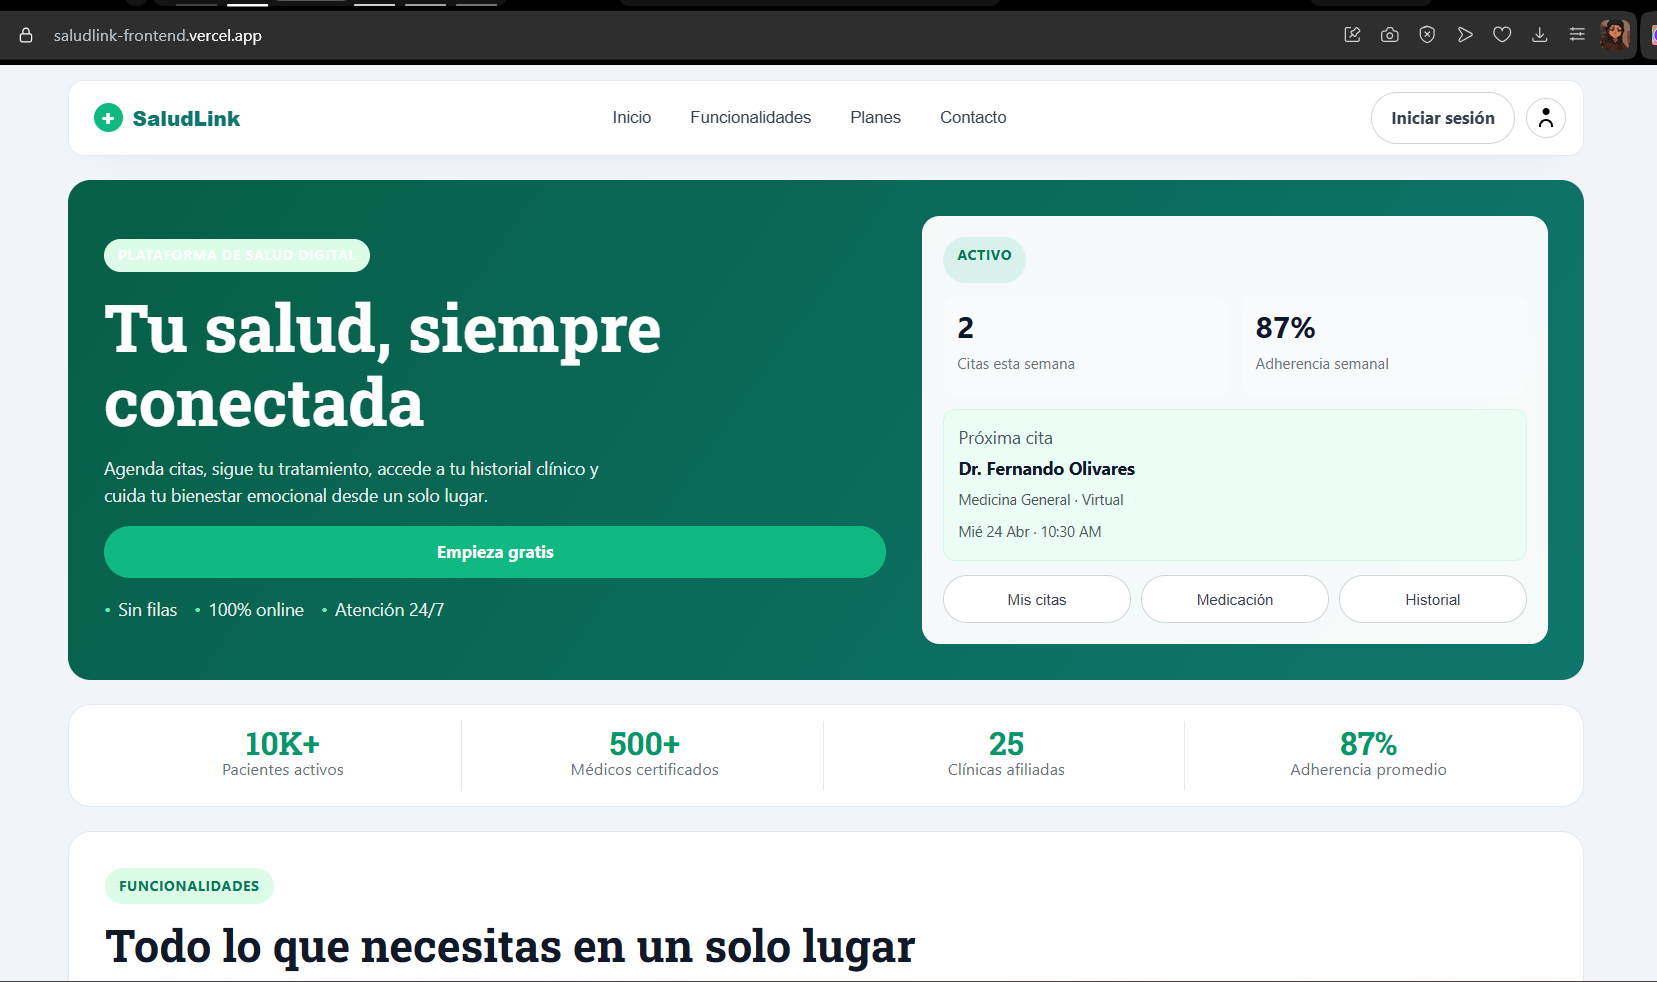 saludlink-frontend.vercel.app
SaludLink
Inicio
Funcionalidades
Planes
Contacto
Iniciar sesión
PLATAFORMA DE SALUD DIGITAL
Tu salud, siempre
conectada
Agenda citas, sigue tu tratamiento, accede a tu historial clínico y
cuida tu bienestar emocional desde un solo lugar.
Empieza gratis
• Sin filas • 100% online • Atención 24/7
ACTIVO
2
Citas esta semana
87%
Adherencia semanal
Próxima cita
Dr. Fernando Olivares
Medicina General · Virtual
Mié 24 Abr · 10:30 AM
Mis citas
Medicación
Historial
10K+
Pacientes activos
500+
Médicos certificados
25
Clínicas afiliadas
87%
Adherencia promedio
FUNCIONALIDADES
Todo lo que necesitas en un solo lugar